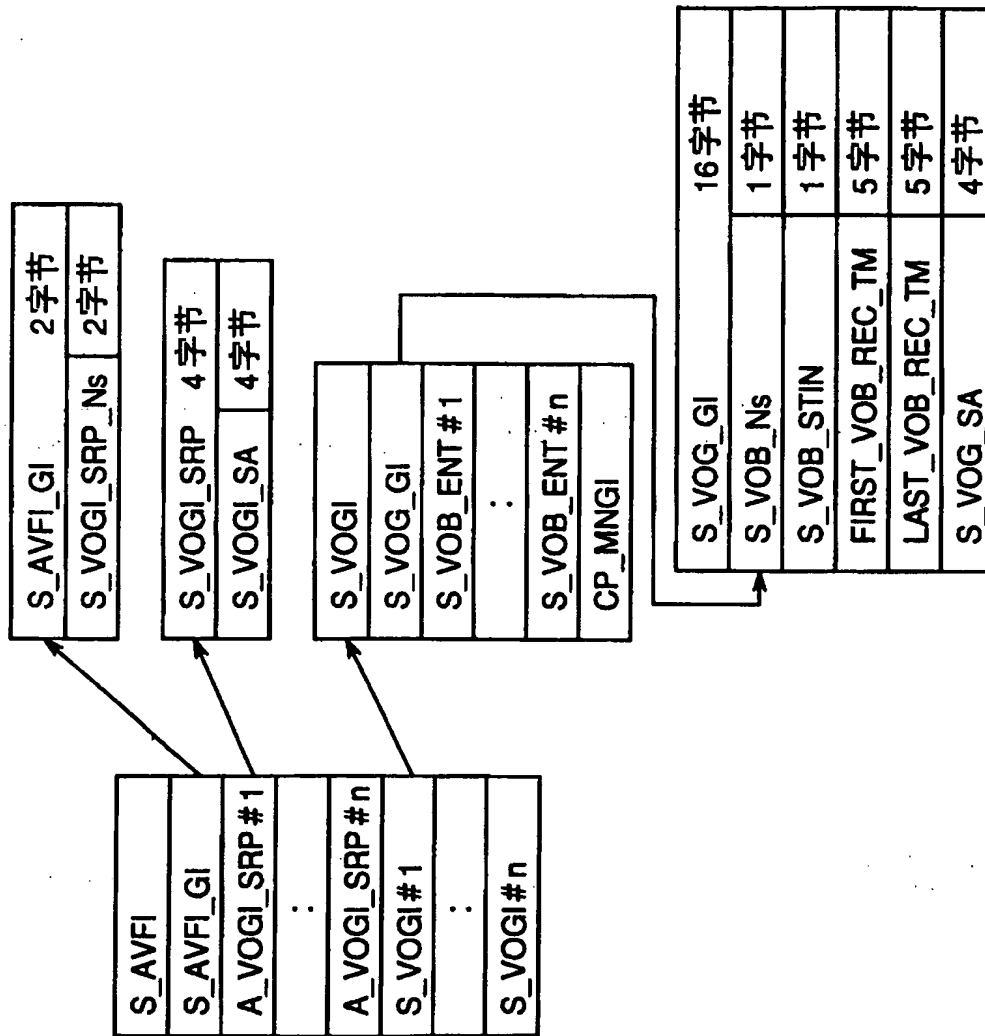 S_AVFI
S_AVFI_GI
A_VOGI_SRP#1
:
A_VOGI_SRP#n
S_VOGI#1
:
S_VOGI#n
S_AVFI_GI 2字节
S_VOGI_SRP_Ns 2字节
S_VOGI_SRP 4字节
S_VOGI_SA 4字节
S_VOGI
S_VOG_GI
S_VOB_ENT#1
:
S_VOB_ENT#n
CP_MNGI
S_VOG_GI 16字节
S_VOB_Ns 1字节
S_VOB_STIN 1字节
FIRST_VOB_REC_TM 5字节
LAST_VOB_REC_TM 5字节
S_VOG_SA 4字节